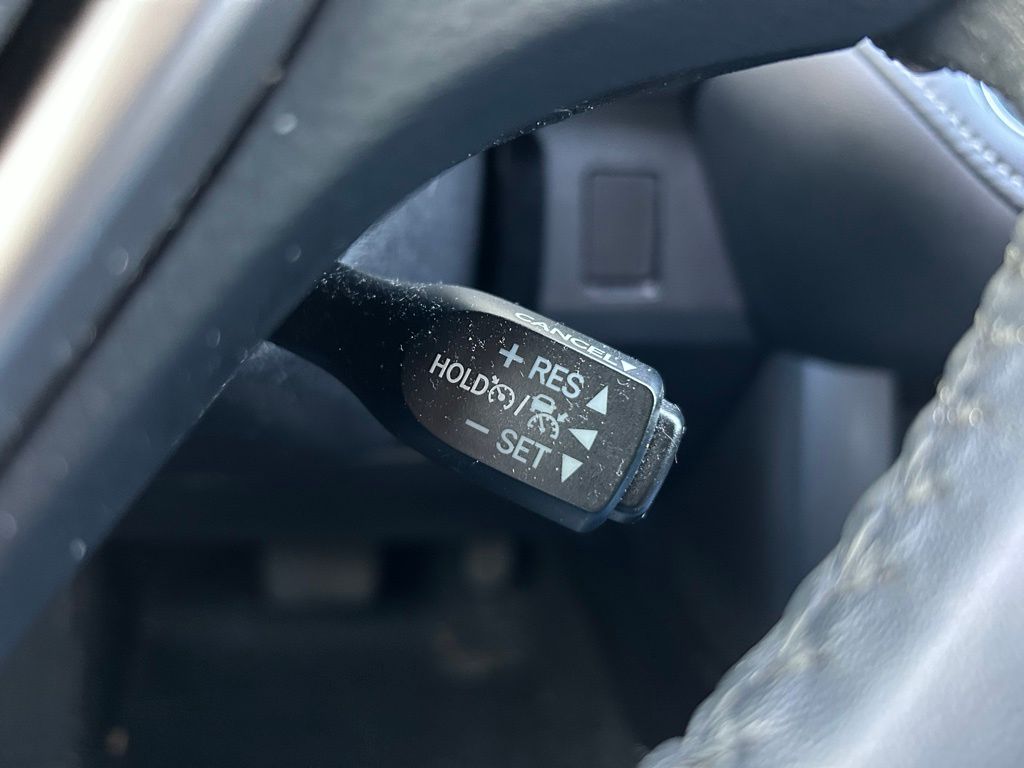 CANCEL
+ RES
HOLD /
- SET